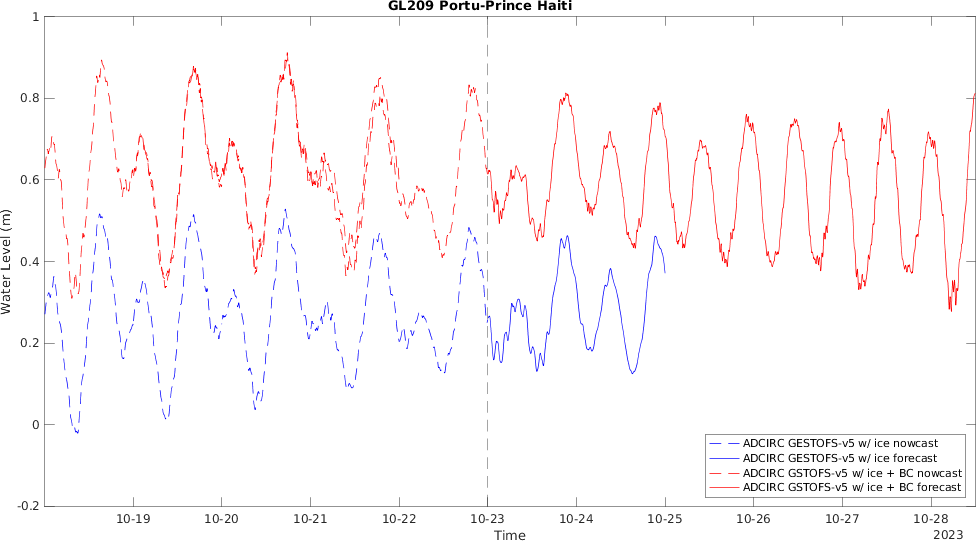 GL209 Portu-Prince Haiti
1
0.8
0.6
0.4
0.2
0
-0.2
Water Level (m)
ADCIRC GESTOFS-v5 w/ ice nowcast
ADCIRC GESTOFS-v5 w/ ice forecast
ADCIRC GSTOFS-v5 w/ ice + BC nowcast
ADCIRC GSTOFS-v5 w/ ice + BC forecast
10-19 10-20 10-21 10-22 10-23 10-24 10-25 10-26 10-27 10-28
Time 2023